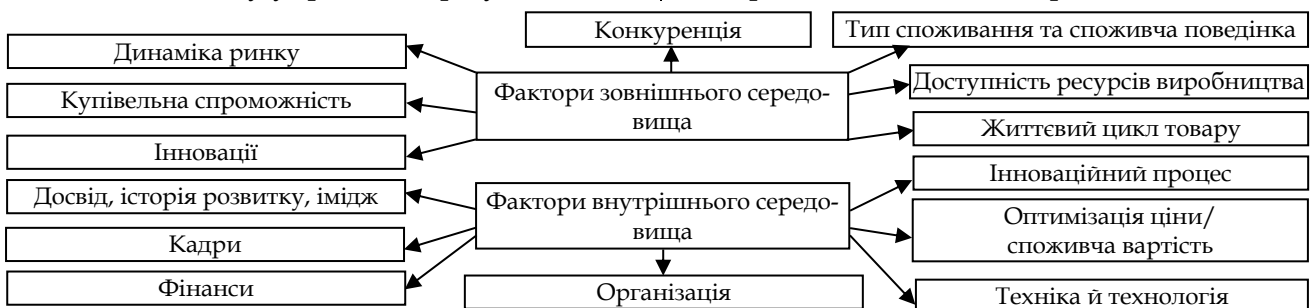 Конкуренція
Тип споживання та споживча поведінка
Динаміка ринку
Фактори зовнішнього середо-
вища
Доступність ресурсів виробництва
Купівельна спроможність
Життєвий цикл товару
Інновації
Інноваційний процес
Досвід, історія розвитку, імідж
Фактори внутрішнього середо-
вища
Оптимізація ціни/
споживча вартість
Кадри
Фінанси
Організація
Техніка й технологія